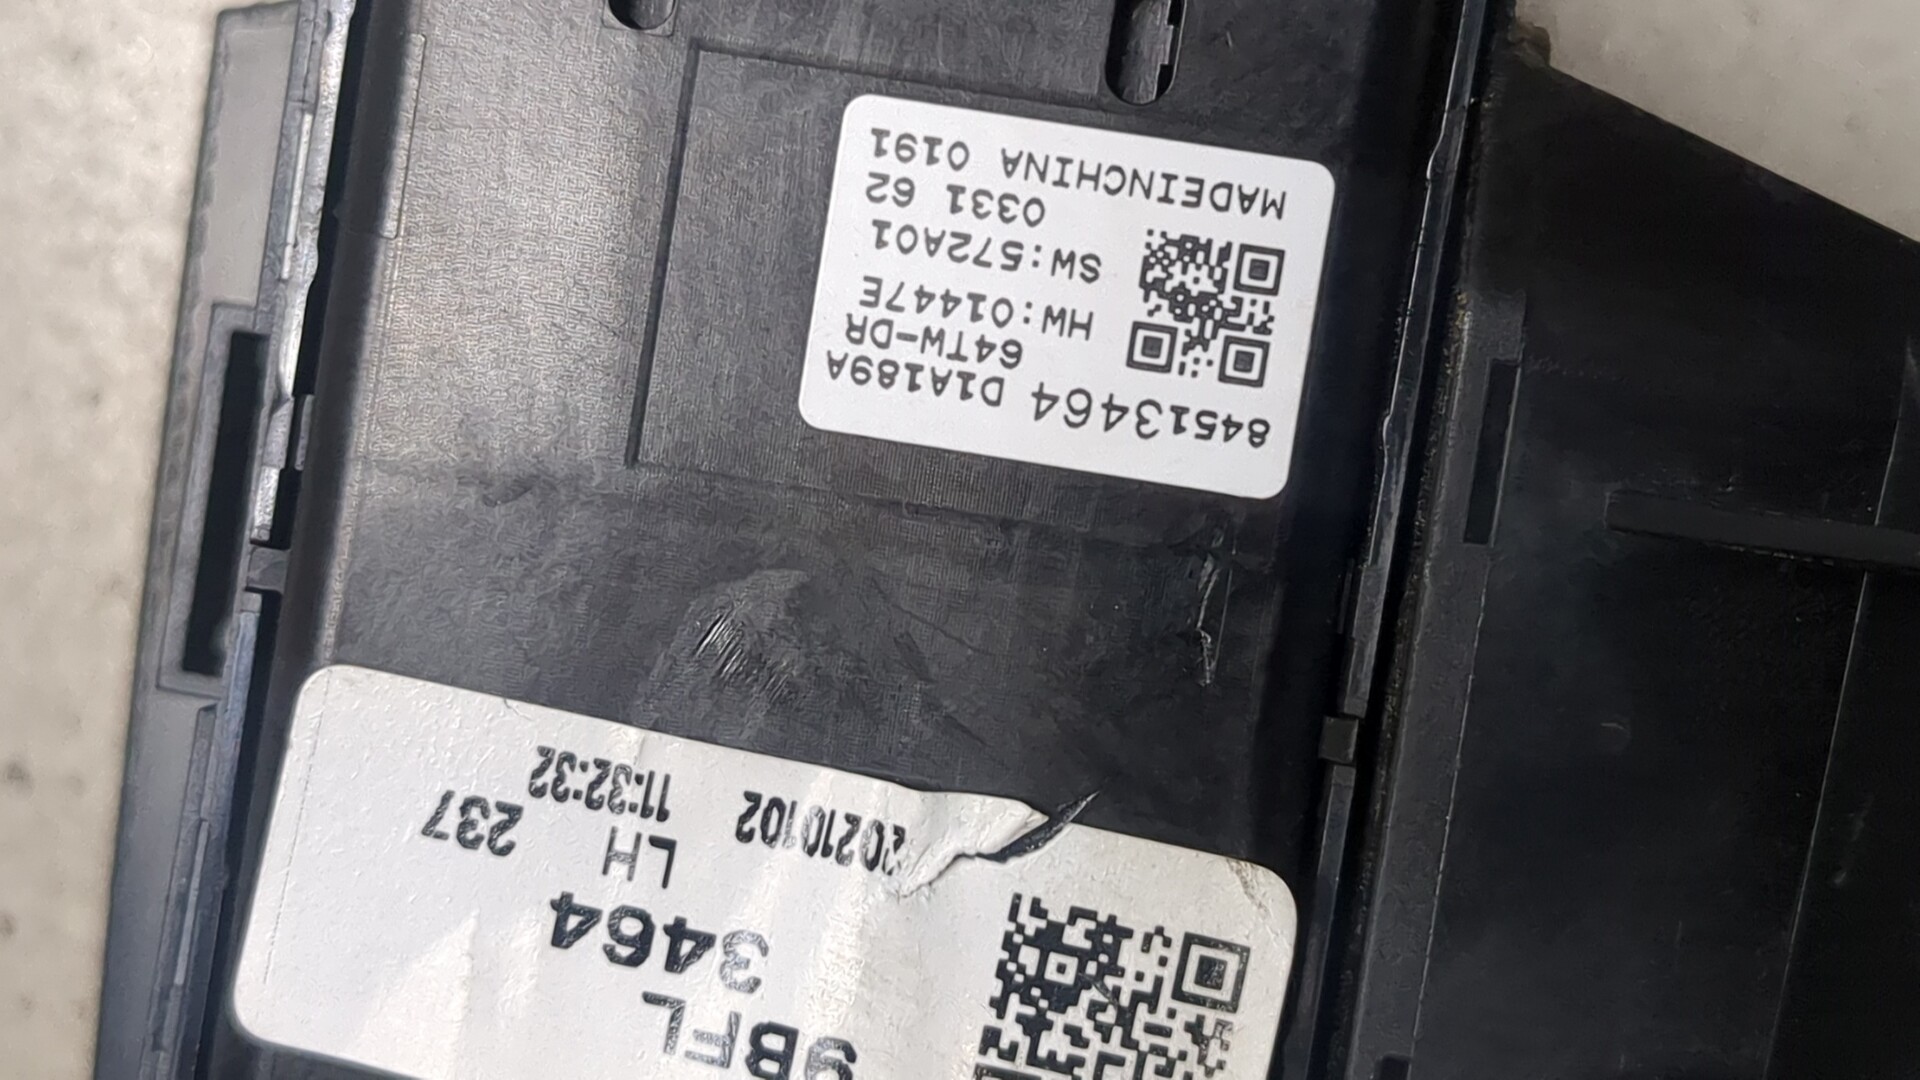 9BFL
3464
LH 237
20210102 11:32:32
84513464 D1A189A
64TW-DR
HW:01447E
SW:572A01
0331 62
MADEINCHINA 0191